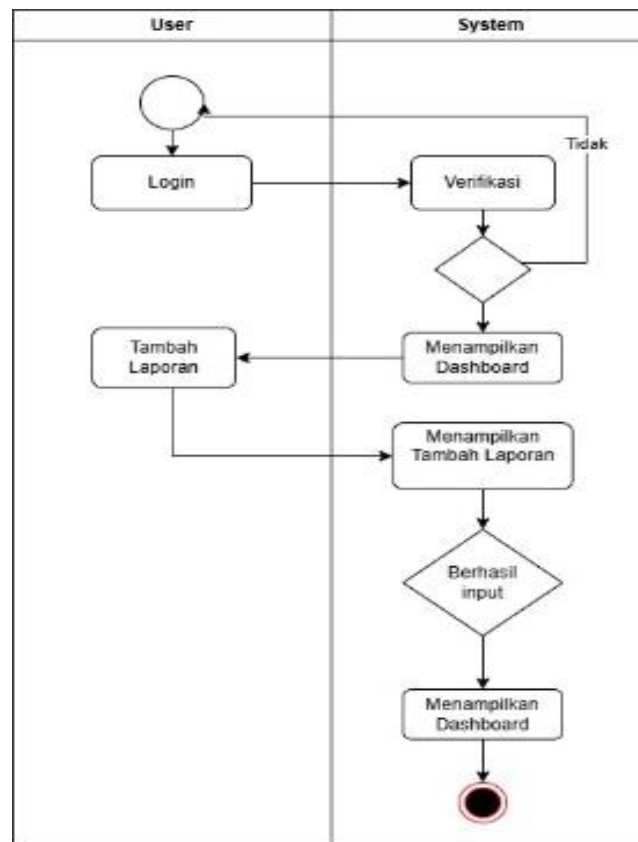 User
System
Tidak
Login
Verifikasi
Tambah
Laporan
Menampilkan
Dashboard
Menampilkan
Tambah Laporan
Berhasil
input
Menampilkan
Dashboard